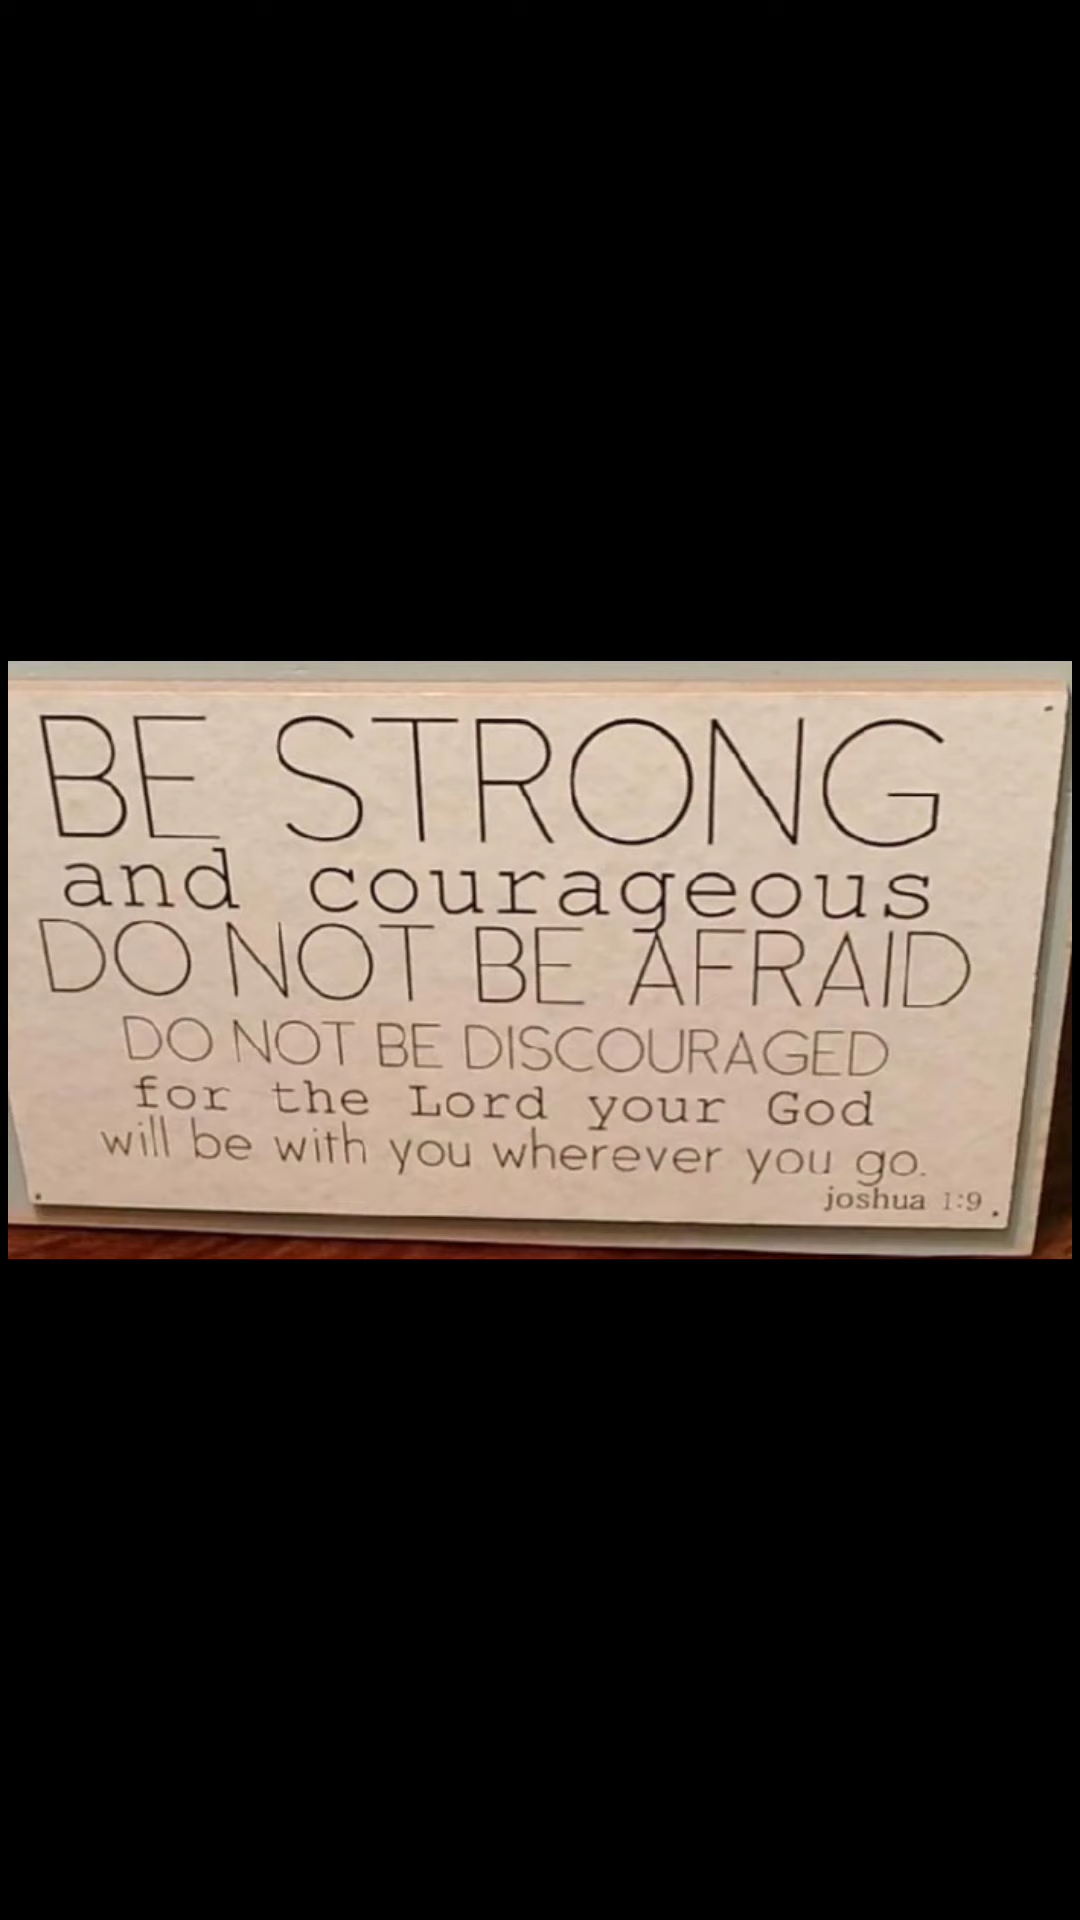 BE STRONG
and courageous
DO NOT BE AFRAID
DO NOT BE DISCOURAGED
for the Lord your God
will be with you wherever you go.
joshua 1:9